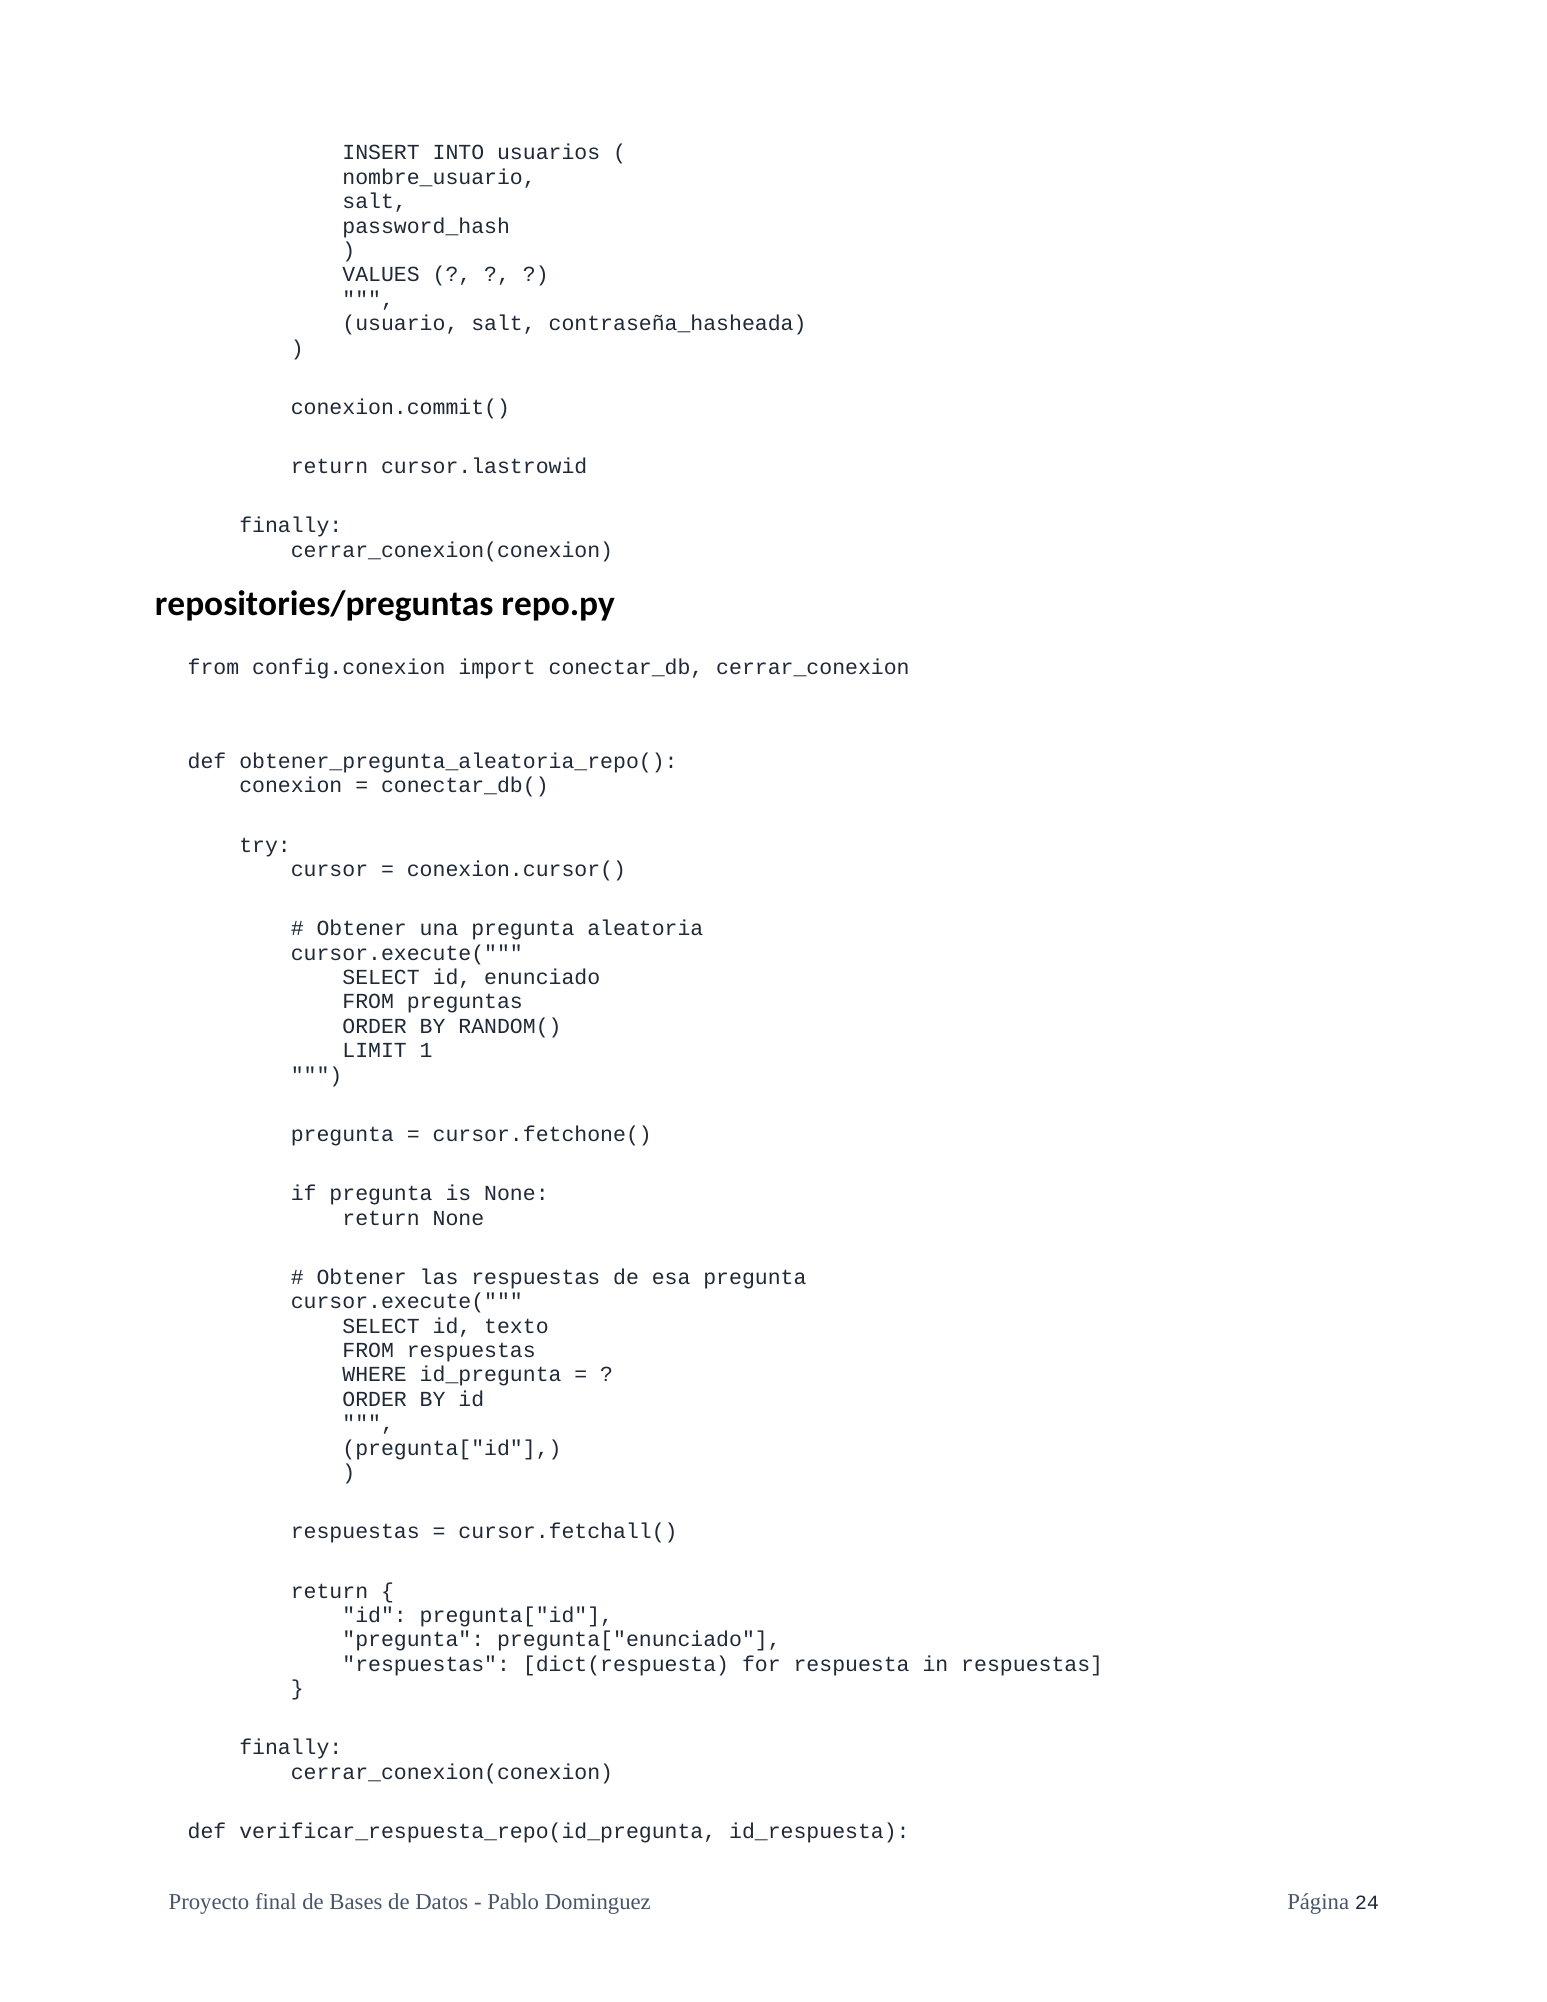 INSERT INTO usuarios (
nombre_usuario,
salt,
password_hash
)
VALUES (?, ?, ?)
""",
(usuario, salt, contraseña_hasheada)
)
conexion.commit()
return cursor.lastrowid
finally:
cerrar_conexion(conexion)
repositories/preguntas repo.py
from config.conexion import conectar_db, cerrar_conexion
def obtener_pregunta_aleatoria_repo():
conexion = conectar_db()
try:
cursor = conexion.cursor()
# Obtener una pregunta aleatoria
cursor.execute("""
SELECT id, enunciado
FROM preguntas
ORDER BY RANDOM()
LIMIT 1
""")
pregunta = cursor.fetchone()
if pregunta is None:
return None
# Obtener las respuestas de esa pregunta
cursor.execute("""
SELECT id, texto
FROM respuestas
WHERE id_pregunta = ?
ORDER BY id
""",
(pregunta["id"],)
)
respuestas = cursor.fetchall()
return {
"id": pregunta["id"],
"pregunta": pregunta["enunciado"],
"respuestas": [dict(respuesta) for respuesta in respuestas]
}
finally:
cerrar_conexion(conexion)
def verificar_respuesta_repo(id_pregunta, id_respuesta):
Proyecto final de Bases de Datos - Pablo Dominguez Página 24